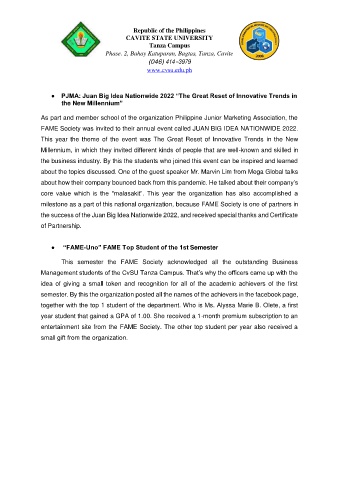 Republic of the Philippines
CAVITE STATE UNIVERSITY
Tanza Campus
Phase. 2, Bahay Katuparan, Bagtas, Tanza, Cavite
(046) 414-3979
www.cvsu.edu.ph
• PJMA: Juan Big Idea Nationwide 2022 "The Great Reset of Innovative Trends in
the New Millennium"
As part and member school of the organization Philippine Junior Marketing Association, the
FAME Society was invited to their annual event called JUAN BIG IDEA NATIONWIDE 2022.
This year the theme of the event was The Great Reset of Innovative Trends in the New
Millennium, in which they invited different kinds of people that are well-known and skilled in
the business industry. By this the students who joined this event can be inspired and learned
about the topics discussed. One of the guest speaker Mr. Marvin Lim from Mega Global talks
about how their company bounced back from this pandemic. He talked about their company's
core value which is the "malasakit". This year the organization has also accomplished a
milestone as a part of this national organization, because FAME Society is one of partners in
the success of the Juan Big Idea Nationwide 2022, and received special thanks and Certificate
of Partnership.
• "FAME-Uno" FAME Top Student of the 1st Semester
This semester the FAME Society acknowledged all the outstanding Business
Management students of the CvSU Tanza Campus. That's why the officers came up with the
idea of giving a small token and recognition for all of the academic achievers of the first
semester. By this the organization posted all the names of the achievers in the facebook page,
together with the top 1 student of the department. Who is Ms. Alyssa Marie B. Olete, a first
year student that gained a GPA of 1.00. She received a 1-month premium subscription to an
entertainment site from the FAME Society. The other top student per year also received a
small gift from the organization.
2009